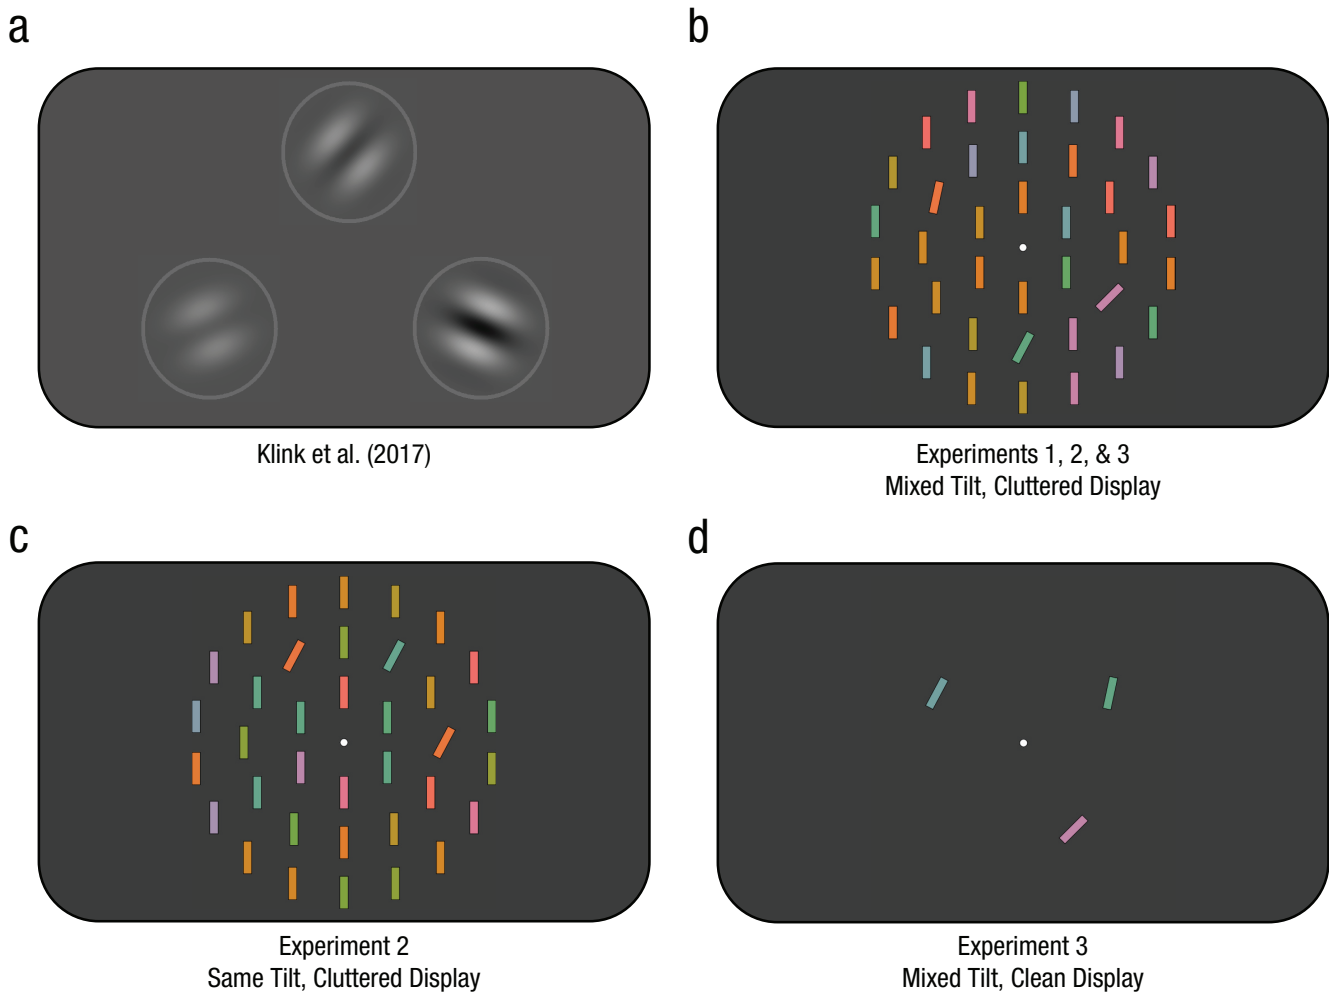 a
b
Klink et al. (2017)
Experiments 1, 2, & 3
Mixed Tilt, Cluttered Display
c
d
Experiment 2
Same Tilt, Cluttered Display
Experiment 3
Mixed Tilt, Clean Display